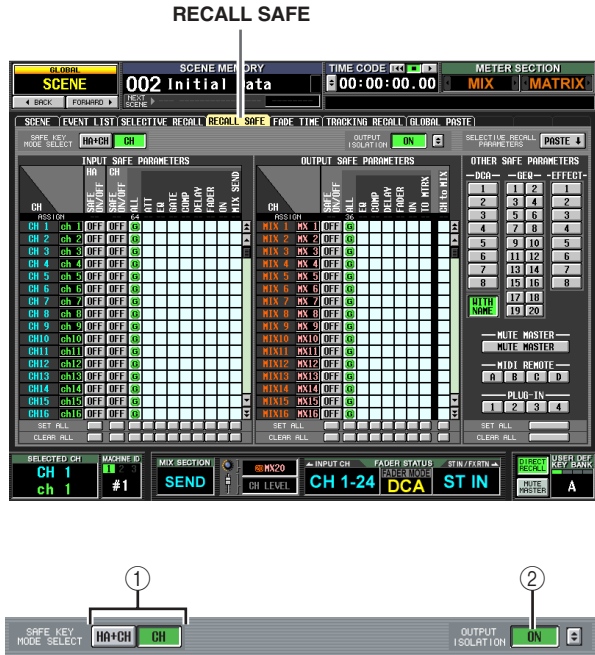 RECALL SAFE
GLOBAL SCENE MEMORY TIME CODE METER SECTION
SCENE 002 Initial Data 00:00:00.00 MIX MATRIX
BACK FORWARD NEXT SCENE
SCENE EVENT LIST SELECTIVE RECALL RECALL SAFE FADE TIME TRACKING RECALL GLOBAL PASTE
SAFE KEY MODE SELECT HA+CH CH OUTPUT ISOLATION ON SELECTIVE RECALL PARAMETERS PASTE
INPUT SAFE PARAMETERS OUTPUT SAFE PARAMETERS OTHER SAFE PARAMETERS
HA CH
CH SAFE ON/OFF SAFE ON/OFF ALL ATT EQ GATE COMP DELAY FADER ON MIX SEND
CH SAFE ON/OFF ALL EQ COMP DELAY FADER ON TO MTRX CH to MIX
ASSIGN 64 ASSIGN 36
CH 1 ch 1 OFF OFF G MIX 1 MX 1 OFF G
CH 2 ch 2 OFF OFF G MIX 2 MX 2 OFF G
CH 3 ch 3 OFF OFF G MIX 3 MX 3 OFF G
CH 4 ch 4 OFF OFF G MIX 4 MX 4 OFF G
CH 5 ch 5 OFF OFF G MIX 5 MX 5 OFF G
CH 6 ch 6 OFF OFF G MIX 6 MX 6 OFF G
CH 7 ch 7 OFF OFF G MIX 7 MX 7 OFF G
CH 8 ch 8 OFF OFF G MIX 8 MX 8 OFF G
CH 9 ch 9 OFF OFF G MIX 9 MX 9 OFF G
CH10 ch10 OFF OFF G MIX10 MX10 OFF G
CH11 ch11 OFF OFF G MIX11 MX11 OFF G
CH12 ch12 OFF OFF G MIX12 MX12 OFF G
CH13 ch13 OFF OFF G MIX13 MX13 OFF G
CH14 ch14 OFF OFF G MIX14 MX14 OFF G
CH15 ch15 OFF OFF G MIX15 MX15 OFF G
CH16 ch16 OFF OFF G MIX16 MX16 OFF G
SET ALL SET ALL SET ALL
CLEAR ALL CLEAR ALL CLEAR ALL
DCA GEQ EFFECT
1 1 2 1
2 3 4 2
3 5 6 3
4 7 8 4
5 9 10 5
6 11 12 6
7 13 14 7
8 15 16 8
WITH NAME 17 18
19 20
MUTE MASTER
MUTE MASTER
MIDI REMOTE
A B C D
PLUG-IN
1 2 3 4
SELECTED CH MACHINE ID MIX SECTION MX20 INPUT CH FADER STATUS ST IN/FXRTN DIRECT RECALL USER DEF KEY BANK
CH 1 1 2 3 SEND CH 1-24 FADER MODE ST IN
ch 1 #1 CH LEVEL DCA MUTE MASTER A
1 2
SAFE KEY MODE SELECT HA+CH CH OUTPUT ISOLATION ON